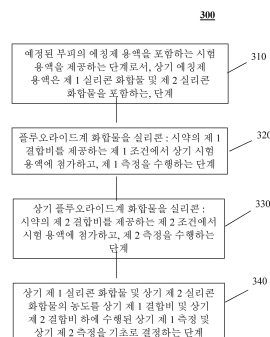 300
예정된 부피의 에칭제 용액을 포함하는 시험
용액을 제공하는 단계로서, 상기 에칭제
용액은 제 1 실리콘 화합물 및 제 2 실리콘
화합물을 포함하는, 단계
310
플루오라이드계 화합물을 실리콘 : 시약의 제 1
결합비를 제공하는 제 1 조건에서 상기 시험
용액에 첨가하고, 제 1 측정을 수행하는 단계
320
상기 플루오라이드계 화합물을 실리콘 :
시약의 제 2 결합비를 제공하는 제 2 조건에서
시험 용액에 첨가하고, 제 2 측정을 수행하는
단계
330
상기 제 1 실리콘 화합물 및 상기 제 2 실리콘
화합물의 농도를 상기 제 1 결합비 및 상기
제 2 결합비 하에 수행된 상기 제 1 측정 및
상기 제 2 측정을 기초로 결정하는 단계
340